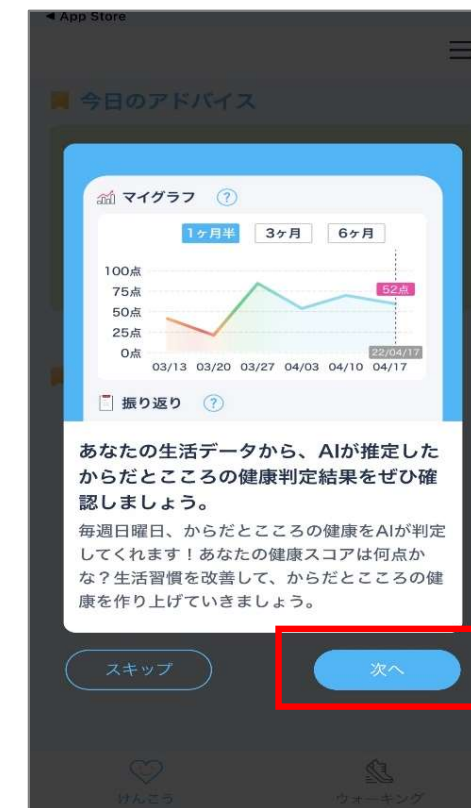 ◀ App Store
今日のアドバイス
マイグラフ ?
1ヶ月半 3ヶ月 6ヶ月
100点
75点
50点
25点
0点
52点
22/04/17
03/13 03/20 03/27 04/03 04/10 04/17
振り返り ?
あなたの生活データから、AIが推定した
からだとこころの健康判定結果をぜひ確
認しましょう。
毎週日曜日、からだとこころの健康をAIが判定
してくれます！あなたの健康スコアは何点か
な？生活習慣を改善して、からだとこころの健
康を作り上げていきましょう。
スキップ 次へ
けんこう ウォーキング